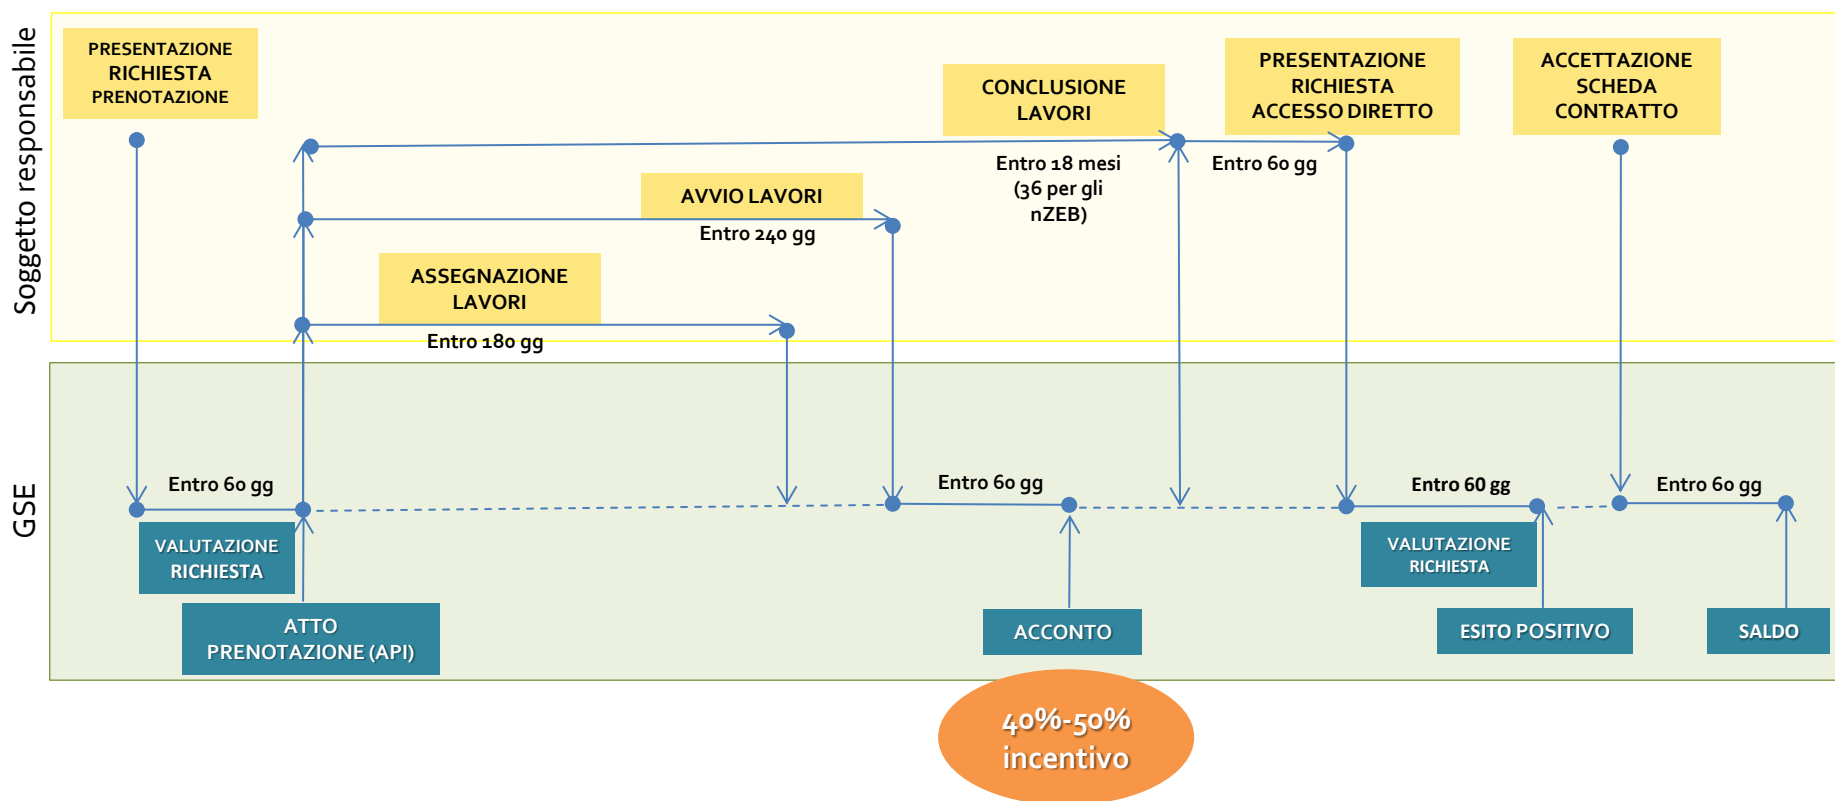 Soggetto responsabile
PRESENTAZIONE
RICHIESTA
PRENOTAZIONE
CONCLUSIONE
LAVORI
PRESENTAZIONE
RICHIESTA
ACCESSO DIRETTO
ACCETTAZIONE
SCHEDA
CONTRATTO
Entro 18 mesi
(36 per gli
nZEB)
Entro 60 gg
AVVIO LAVORI
Entro 240 gg
ASSEGNAZIONE
LAVORI
Entro 180 gg
GSE
Entro 60 gg
Entro 60 gg
Entro 60 gg
Entro 60 gg
VALUTAZIONE
RICHIESTA
VALUTAZIONE
RICHIESTA
ATTO
PRENOTAZIONE (API)
ACCONTO
ESITO POSITIVO
SALDO
40%-50%
incentivo